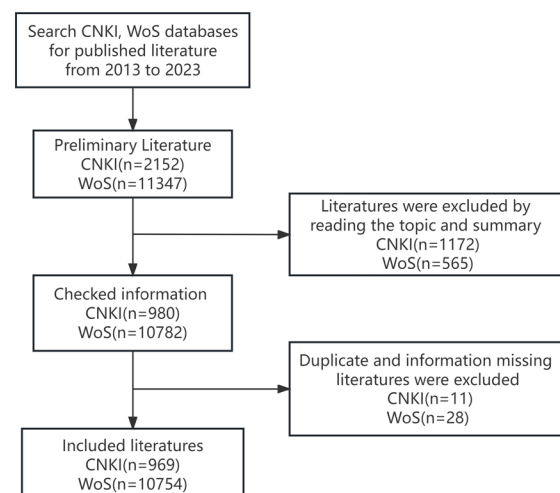 Search CNKI, WoS databases
for published literature
from 2013 to 2023
Preliminary Literature
CNKI(n=2152)
WoS(n=11347)
Literatures were excluded by
reading the topic and summary
CNKI(n=1172)
WoS(n=565)
Checked information
CNKI(n=980)
WoS(n=10782)
Duplicate and information missing
literatures were excluded
CNKI(n=11)
WoS(n=28)
Included literatures
CNKI(n=969)
WoS(n=10754)